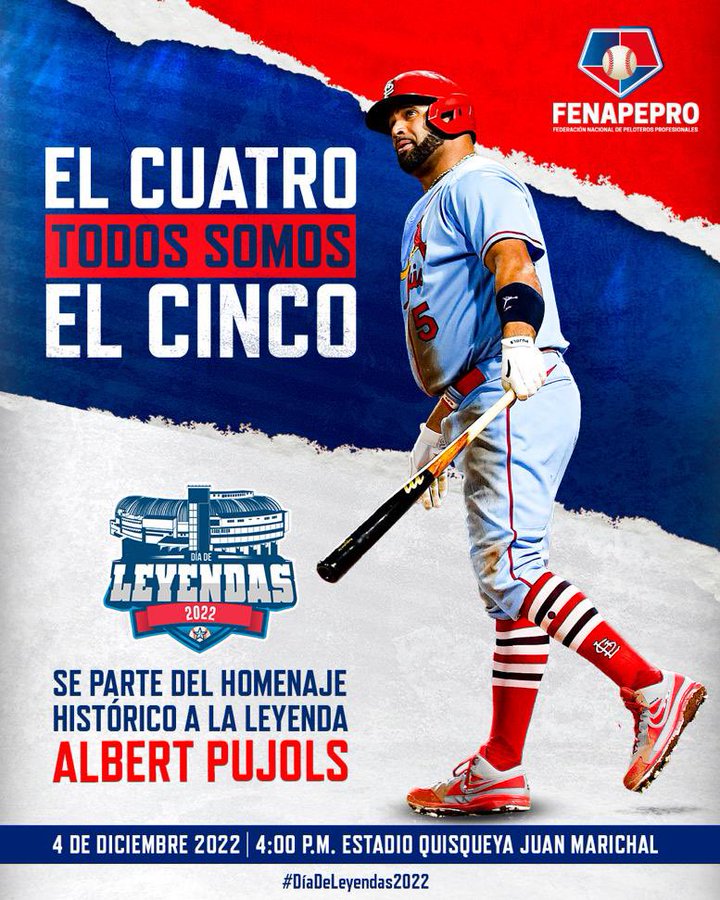 FENAPEPRO
FEDERACIÓN NACIONAL DE PELOTEROS PROFESIONALES
EL CUATRO
TODOS SOMOS
EL CINCO
5
DÍA DE
LEYENDAS
2022
SE PARTE DEL HOMENAJE
HISTÓRICO A LA LEYENDA
ALBERT PUJOLS
4 DE DICIEMBRE 2022 | 4:00 P.M. ESTADIO QUISQUEYA JUAN MARICHAL
#DíaDeLeyendas2022